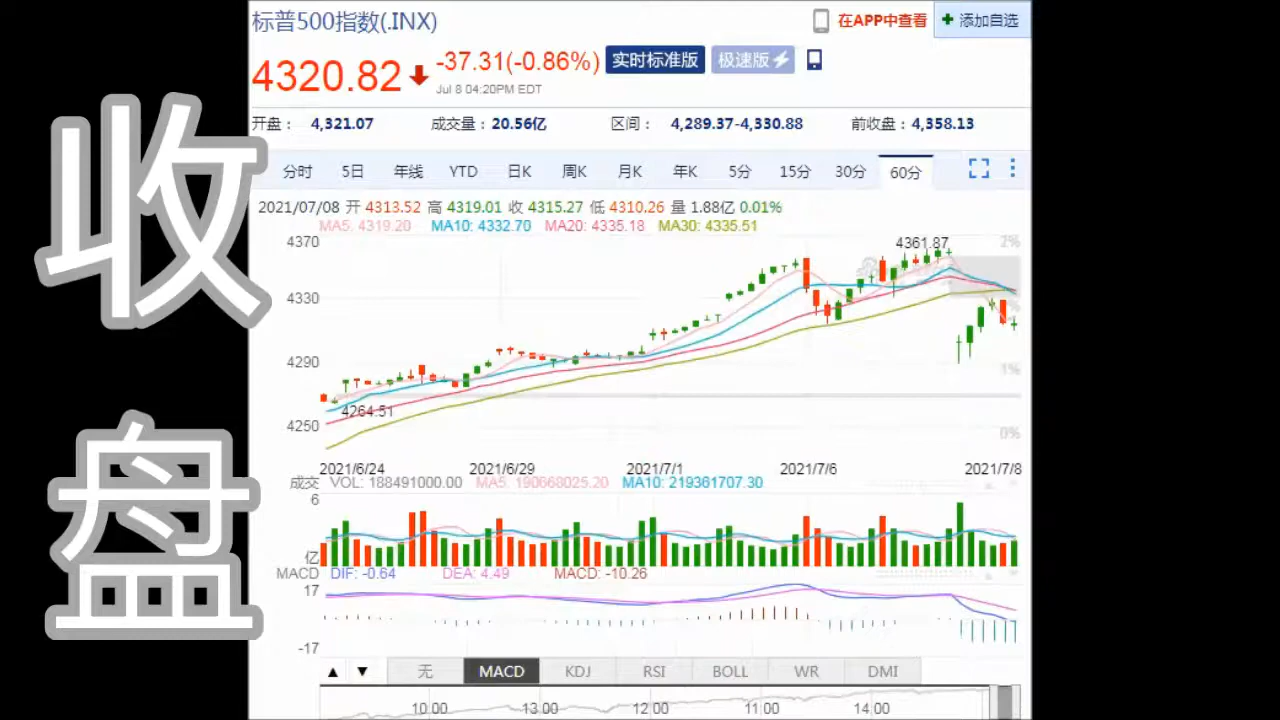 收盘
标普500指数(.INX)
在APP中查看
添加自选
4320.82
-37.31(-0.86%)
实时标准版
极速版
Jul 8 04:20PM EDT
开盘： 4,321.07 成交量：20.56亿 区间： 4,289.37-4,330.88 前收盘：4,358.13
分时 5日 年线 YTD 日K 周K 月K 年K 5分 15分 30分 60分
2021/07/08 开 4313.52 高 4319.01 收 4315.27 低 4310.26 量 1.88亿 0.01%
MA5: 4319.20 MA10: 4332.70 MA20: 4335.18 MA30: 4335.51
4370
4361.87
2%
4330
4290
1%
4264.51
4250
0%
2021/6/24 2021/6/29 2021/7/1 2021/7/6 2021/7/8
成交 VOL: 188491000.00 MA5: 190668025.20 MA10: 219361707.30
6
亿
MACD DIF: -0.64 DEA: 4.49 MACD: -10.26
17
-17
▲ ▼ 无 MACD KDJ RSI BOLL WR DMI
10:00 13:00 12:00 11:00 14:00